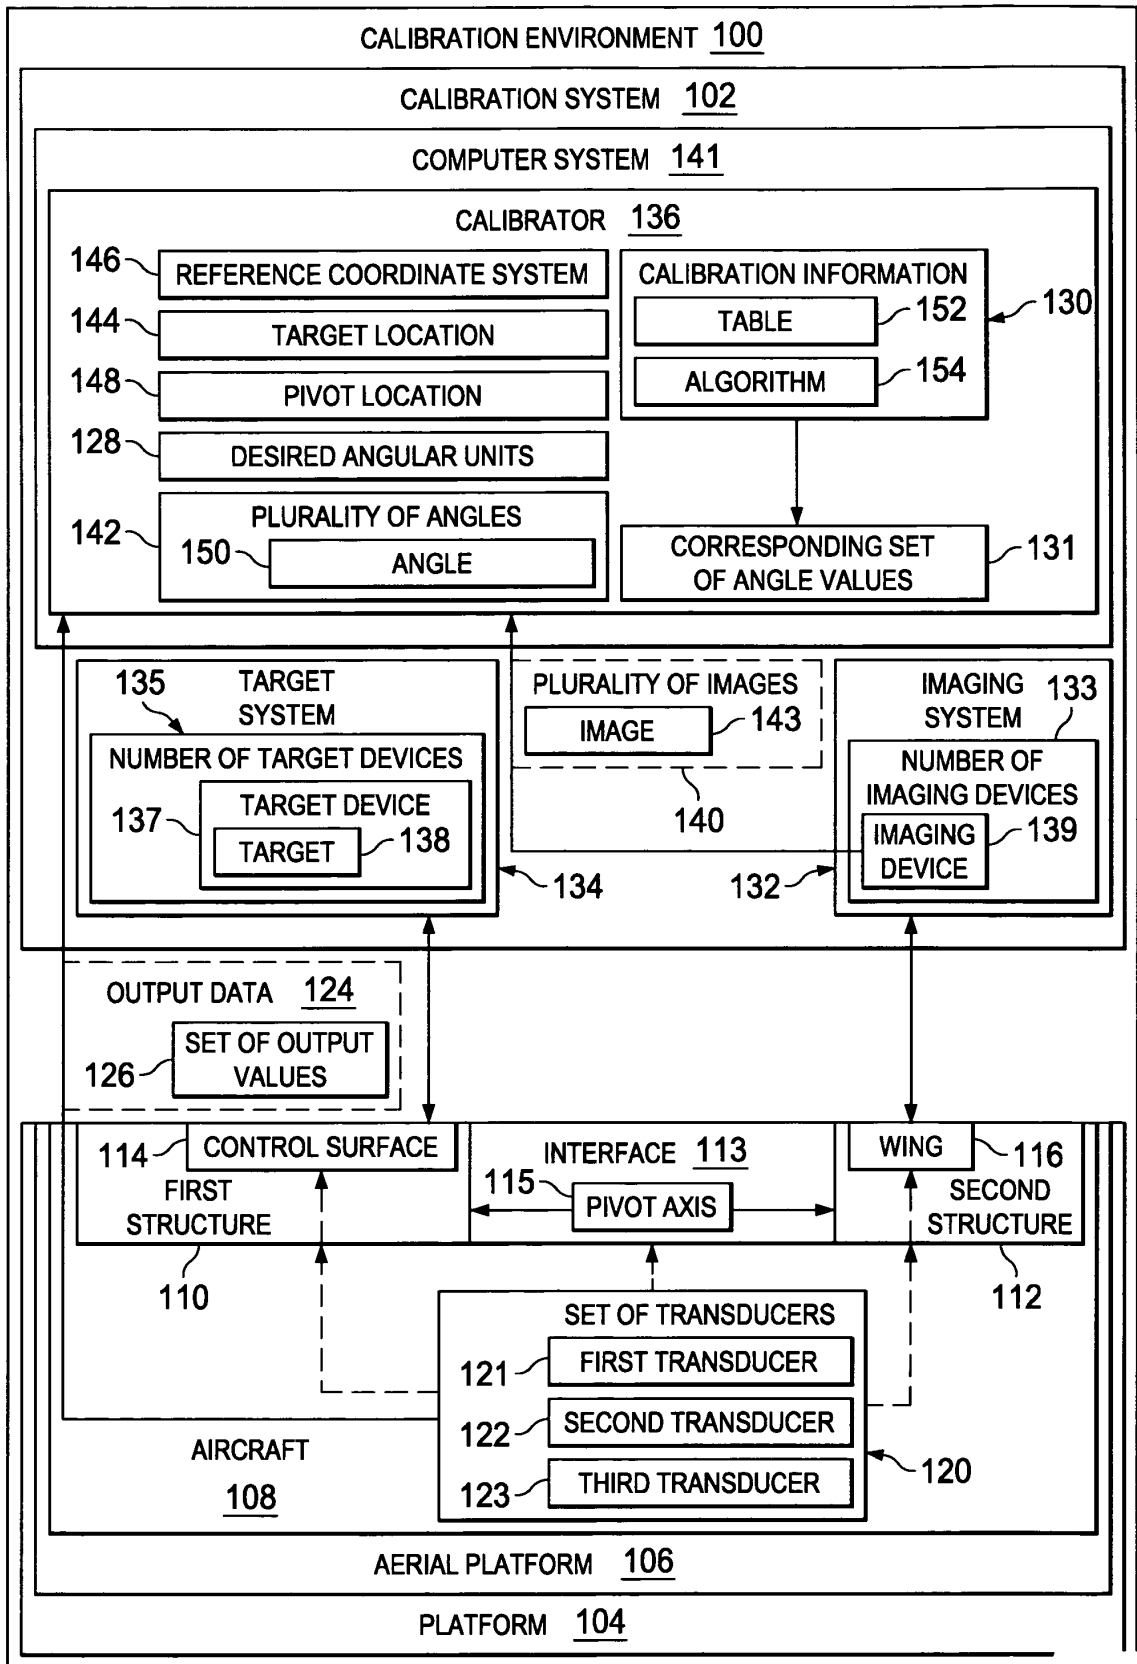 CALIBRATION ENVIRONMENT 100
CALIBRATION SYSTEM 102
COMPUTER SYSTEM 141
CALIBRATOR 136
146 REFERENCE COORDINATE SYSTEM
144 TARGET LOCATION
148 PIVOT LOCATION
128 DESIRED ANGULAR UNITS
142 PLURALITY OF ANGLES
150 ANGLE
CALIBRATION INFORMATION
TABLE 152
130
ALGORITHM 154
CORRESPONDING SET
OF ANGLE VALUES
131
135
TARGET
SYSTEM
NUMBER OF TARGET DEVICES
TARGET DEVICE
137
TARGET 138
134
PLURALITY OF IMAGES
IMAGE 143
140
IMAGING
SYSTEM
133
NUMBER OF
IMAGING DEVICES
IMAGING
DEVICE
139
132
OUTPUT DATA 124
SET OF OUTPUT
VALUES
126
114 CONTROL SURFACE
FIRST
STRUCTURE
110
INTERFACE 113
115 PIVOT AXIS
WING 116
SECOND
STRUCTURE
112
SET OF TRANSDUCERS
121 FIRST TRANSDUCER
122 SECOND TRANSDUCER
123 THIRD TRANSDUCER
120
AIRCRAFT
108
AERIAL PLATFORM 106
PLATFORM 104